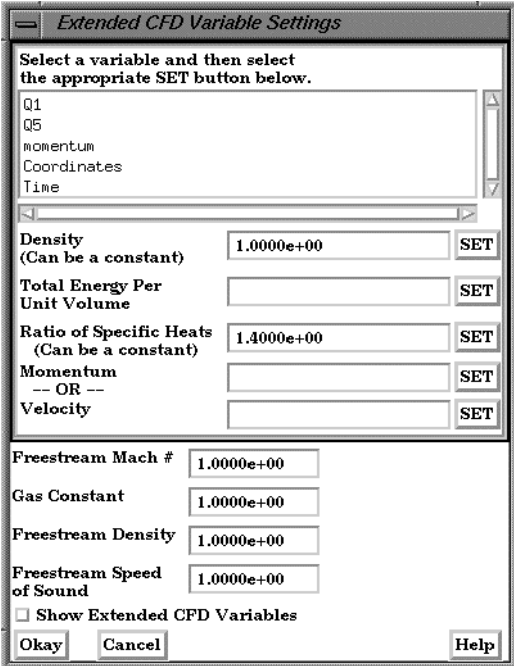 Extended CFD Variable Settings
Select a variable and then select
the appropriate SET button below.
Q1
Q5
momentum
Coordinates
Time
Density
(Can be a constant)
1.0000e+00
SET
Total Energy Per
Unit Volume
SET
Ratio of Specific Heats
(Can be a constant)
1.4000e+00
SET
Momentum
-- OR --
SET
Velocity
SET
Freestream Mach #
1.0000e+00
Gas Constant
1.0000e+00
Freestream Density
1.0000e+00
Freestream Speed
of Sound
1.0000e+00
Show Extended CFD Variables
Okay
Cancel
Help